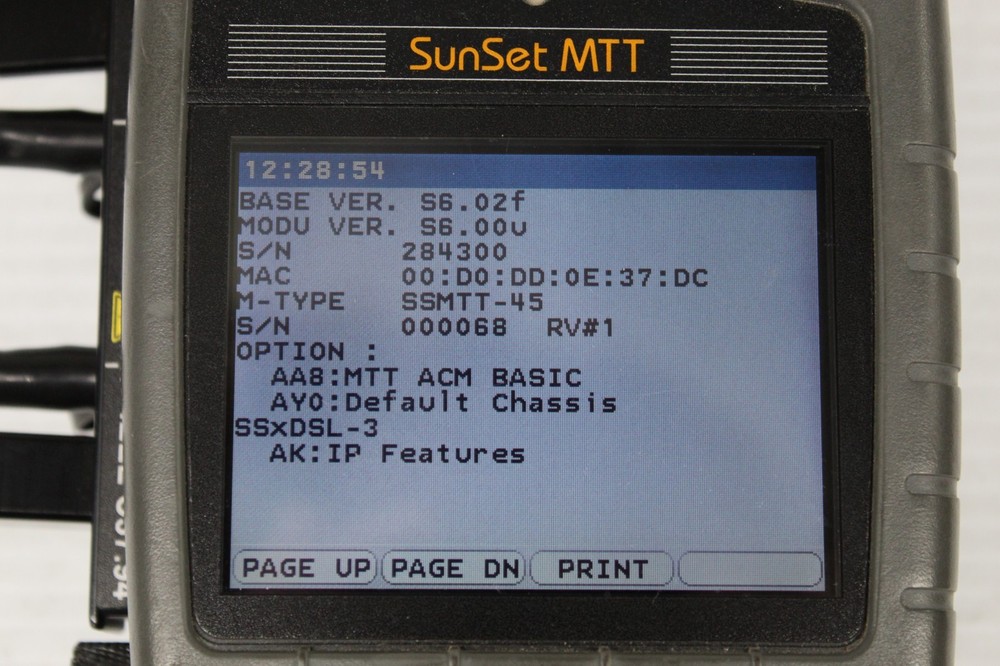 SunSet MTT
12:28:54
BASE VER. S6.02f
MODU VER. S6.00u
S/N 284300
MAC 00:D0:DD:0E:37:DC
M-TYPE SSMTT-45
S/N 000068 RV#1
OPTION :
AA8:MTT ACM BASIC
AY0:Default Chassis
SSxDSL-3
AK:IP Features
PAGE UP PAGE DN PRINT